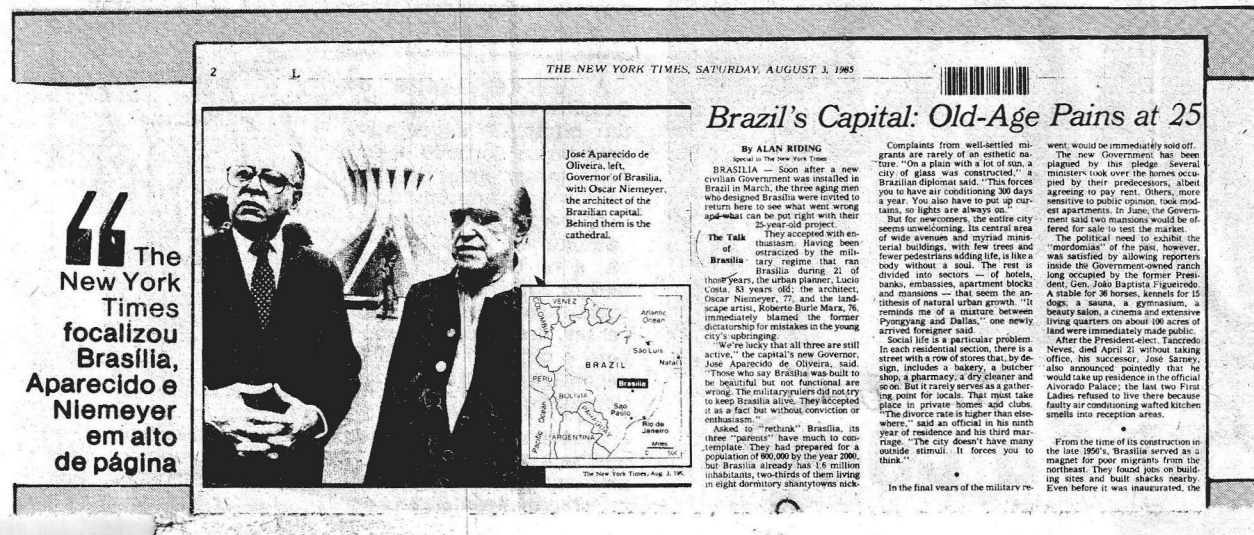 2 L THE NEW YORK TIMES, SATURDAY, AUGUST 3, 1985
“ The
New York
Times
focalizou
Brasília,
Aparecido e
Niemeyer
em alto
de página
José Aparecido de
Oliveira, left,
Governor of Brasilia,
with Oscar Niemeyer,
the architect of the
Brazilian capital.
Behind them is the
cathedral.
VENEZ
COLOMBIA
Atlantic
Ocean
São Luis
Natal
BRAZIL
PERU
Brasilia
BOLIVIA
PARAGUAY
São
Paulo
Rio de
Janeiro
Pacific Ocean
ARGENTINA
Miles
The New York Times, Aug. 3, 198
Brazil's Capital: Old-Age Pains at 25
By ALAN RIDING
Special to The New York Times
BRASILIA — Soon after a new
civilian Government was installed in
Brazil in March, the three aging men
who designed Brasilia were invited to
return here to see what went wrong
and what can be put right with their
25-year-old project.
The Talk
of
Brasilia
They accepted with en-
thusiasm. Having been
ostracized by the mili-
tary regime that ran
Brasilia during 21 of
those years, the urban planner, Lucio
Costa, 83 years old; the architect,
Oscar Niemeyer, 77, and the land-
scape artist, Roberto Burle Marx, 76,
immediately blamed the former
dictatorship for mistakes in the young
city's upbringing.
"We're lucky that all three are still
active," the capital's new Governor,
José Aparecido de Oliveira, said.
"Those who say Brasilia was built to
be beautiful but not functional are
wrong. The military rulers did not try
to keep Brasilia alive. They accepted
it as a fact but without conviction or
enthusiasm."
Asked to "rethink" Brasilia, its
three "parents" have much to con-
template. They had prepared for a
population of 600,000 by the year 2000,
but Brasilia already has 1.6 million
inhabitants, two-thirds of them living
in eight dormitory shantytowns nick-
Complaints from well-settled mi-
grants are rarely of an esthetic na-
ture. "On a plain with a lot of sun, a
city of glass was constructed," a
Brazilian diplomat said. "This forces
you to have air conditioning 300 days
a year. You also have to put up cur-
tains, so lights are always on."
But for newcomers, the entire city
seems unwelcoming. Its central area
of wide avenues and myriad minis-
terial buildings, with few trees and
fewer pedestrians adding life, is like a
body without a soul. The rest is
divided into sectors — of hotels,
banks, embassies, apartment blocks
and mansions — that seem the an-
tithesis of natural urban growth. "It
reminds me of a mixture between
Pyongyang and Dallas," one newly
arrived foreigner said.
Social life is a particular problem.
In each residential section, there is a
street with a row of stores that, by de-
sign, includes a bakery, a butcher
shop, a pharmacy, a dry cleaner and
so on. But it rarely serves as a gather-
ing point for locals. That must take
place in private homes and clubs.
"The divorce rate is higher than else-
where," said an official in his ninth
year of residence and his third mar-
riage. "The city doesn't have many
outside stimuli. It forces you to
think."
•
In the final years of the military re-
went, would be immediately sold off.
The new Government has been
plagued by this pledge. Several
ministers took over the homes occu-
pied by their predecessors, albeit
agreeing to pay rent. Others, more
sensitive to public opinion, took mod-
est apartments. In June, the Govern-
ment said two mansions would be of-
fered for sale to test the market.
The political need to exhibit the
"mordomias" of the past, however,
was satisfied by allowing reporters
inside the Government-owned ranch
long occupied by the former Presi-
dent, Gen. João Baptista Figueiredo.
A stable for 36 horses, kennels for 15
dogs, a sauna, a gymnasium, a
beauty salon, a cinema and extensive
living quarters on about 100 acres of
land were immediately made public.
After the President-elect, Tancredo
Neves, died April 21 without taking
office, his successor, José Sarney,
also announced pointedly that he
would take up residence in the official
Alvorado Palace; the last two First
Ladies refused to live there because
faulty air conditioning wafted kitchen
smells into reception areas.
•
From the time of its construction in
the late 1950's, Brasilia served as a
magnet for poor migrants from the
northeast. They found jobs on build-
ing sites and built shacks nearby.
Even before it was inaugurated, the